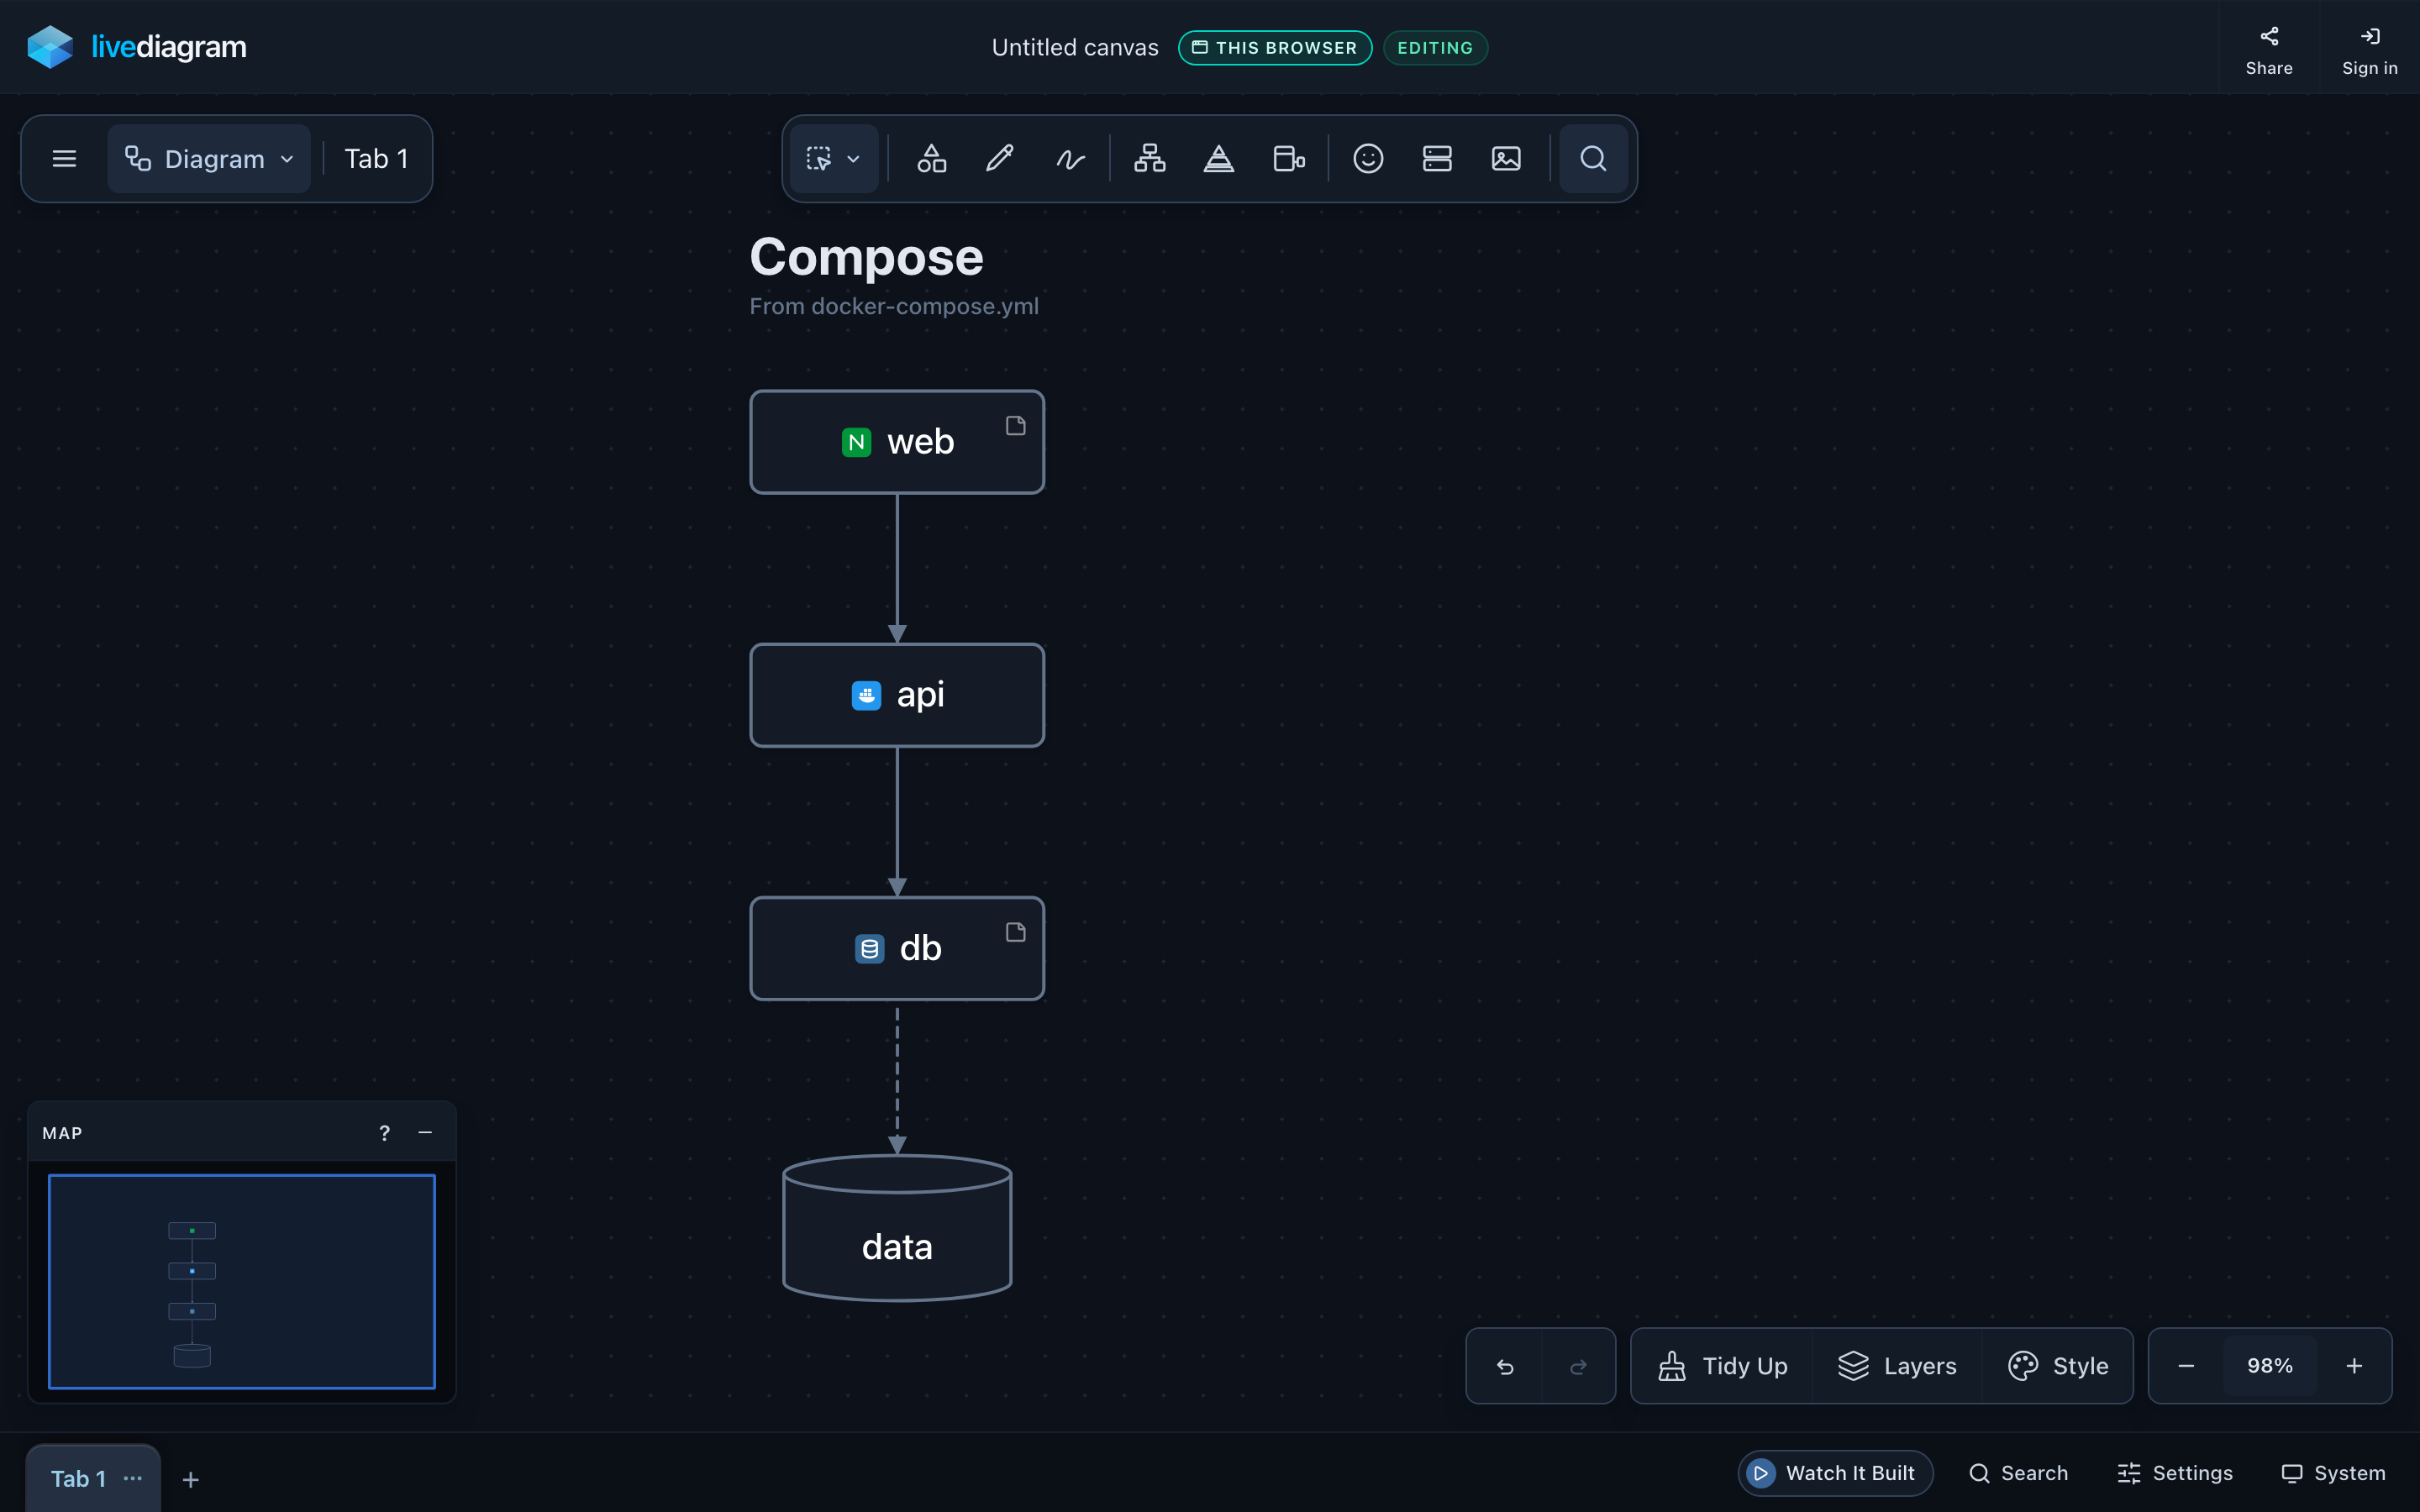 livediagram
Untitled canvas
THIS BROWSER
EDITING
Share
Sign in
Diagram
Tab 1
Compose
From docker-compose.yml
N web
api
db
data
MAP
?
Tidy Up
Layers
Style
98%
Tab 1
Watch It Built
Search
Settings
System